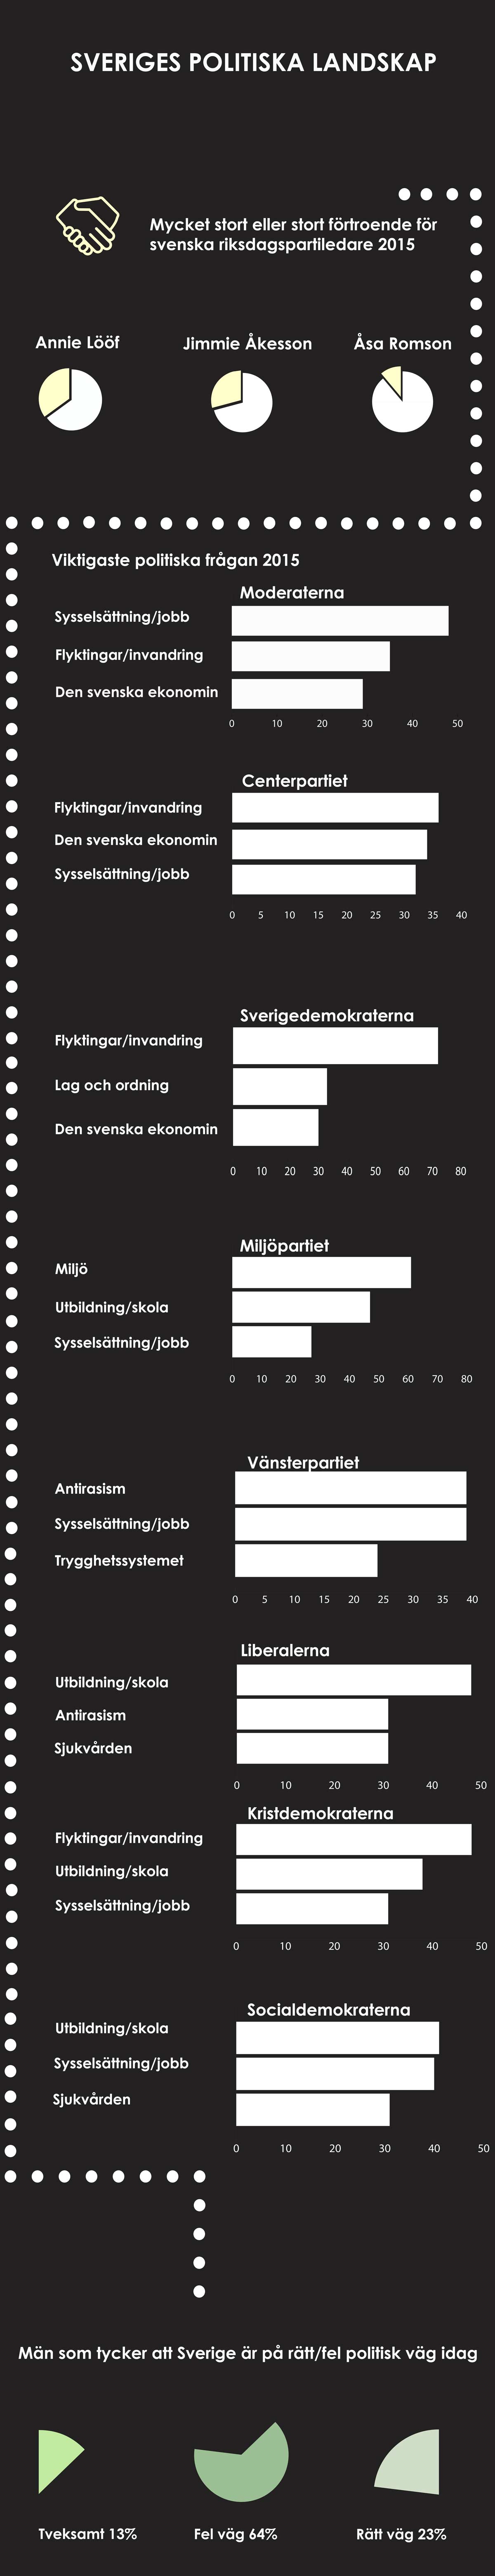 SVERIGES POLITISKA LANDSKAP
Mycket stort eller stort förtroende för
svenska riksdagspartiledare 2015
Annie Lööf
Jimmie Åkesson
Åsa Romson
Viktigaste politiska frågan 2015
Moderaterna
Sysselsättning/jobb
Flyktingar/invandring
Den svenska ekonomin
0 10 20 30 40 50
Centerpartiet
Flyktingar/invandring
Den svenska ekonomin
Sysselsättning/jobb
0 5 10 15 20 25 30 35 40
Sverigedemokraterna
Flyktingar/invandring
Lag och ordning
Den svenska ekonomin
0 10 20 30 40 50 60 70 80
Miljöpartiet
Miljö
Utbildning/skola
Sysselsättning/jobb
0 10 20 30 40 50 60 70 80
Vänsterpartiet
Antirasism
Sysselsättning/jobb
Trygghetssystemet
0 5 10 15 20 25 30 35 40
Liberalerna
Utbildning/skola
Antirasism
Sjukvården
0 10 20 30 40 50
Kristdemokraterna
Flyktingar/invandring
Utbildning/skola
Sysselsättning/jobb
0 10 20 30 40 50
Socialdemokraterna
Utbildning/skola
Sysselsättning/jobb
Sjukvården
0 10 20 30 40 50
Män som tycker att Sverige är på rätt/fel politisk väg idag
Tveksamt 13%
Fel väg 64%
Rätt väg 23%